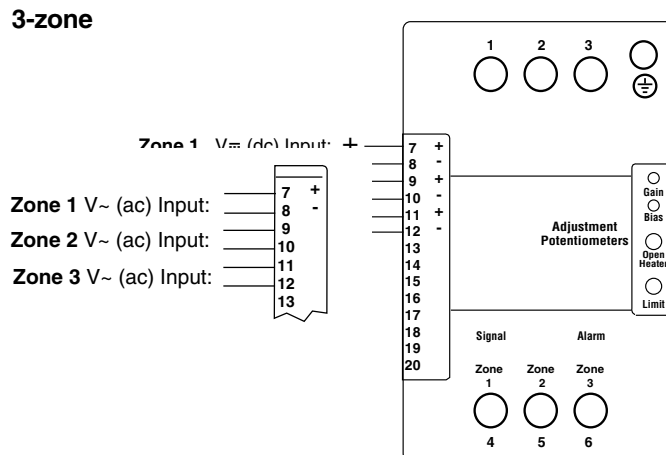 3-zone
1 2 3
Zone 1 V⎓ (dc) Input: +
7 +
8 -
9 +
10 -
11 +
12 -
13
14
15
16
17
18
19
20
Zone 1 V~ (ac) Input:
Zone 2 V~ (ac) Input:
Zone 3 V~ (ac) Input:
7 +
8 -
9
10
11
12
13
Adjustment
Potentiometers
Gain
Bias
Open
Heater
Limit
Signal Alarm
Zone Zone Zone
1 2 3
4 5 6